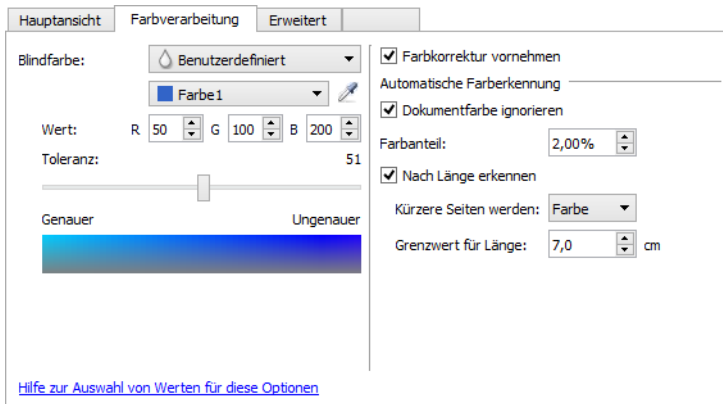 Hauptansicht Farbverarbeitung Erweitert
Blindfarbe: Benutzerdefiniert
Farbe1
Wert: R 50 G 100 B 200
Toleranz: 51
Genauer Ungenauer
Hilfe zur Auswahl von Werten für diese Optionen
Farbkorrektur vornehmen
Automatische Farberkennung
Dokumentfarbe ignorieren
Farbanteil: 2,00%
Nach Länge erkennen
Kürzere Seiten werden: Farbe
Grenzwert für Länge: 7,0 cm